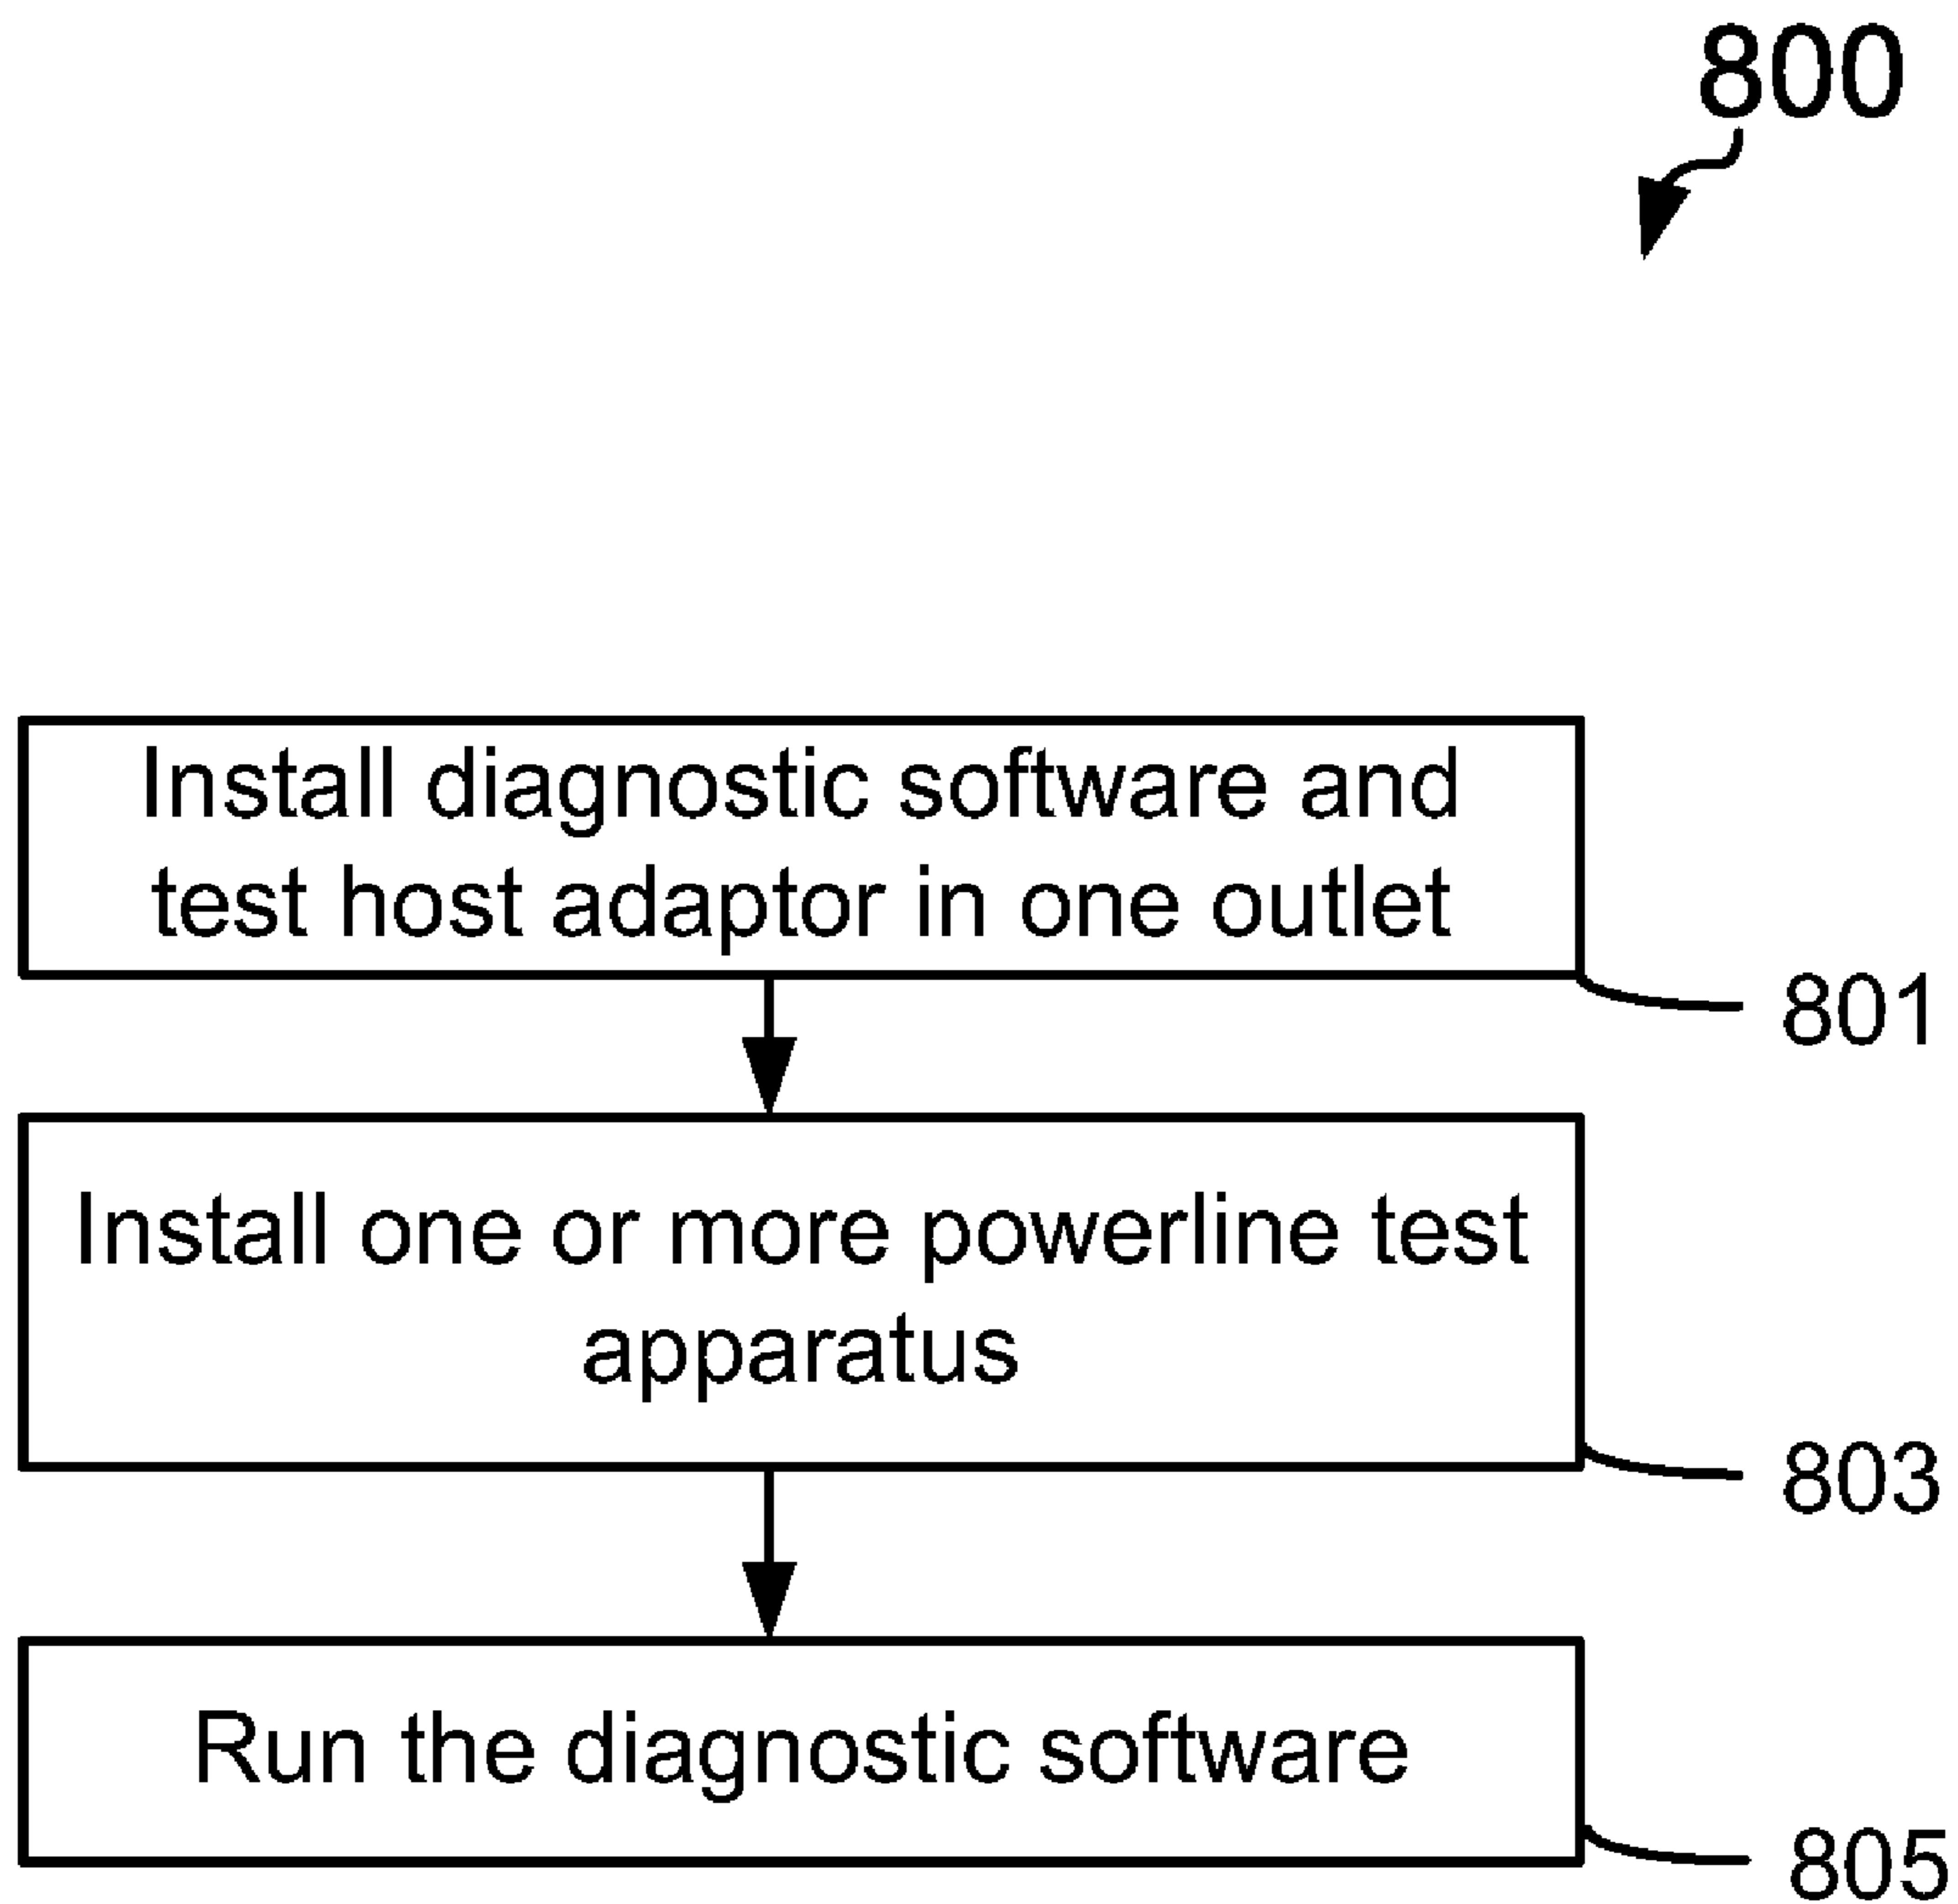 800
Install diagnostic software and
test host adaptor in one outlet
801
Install one or more powerline test
apparatus
803
Run the diagnostic software
805